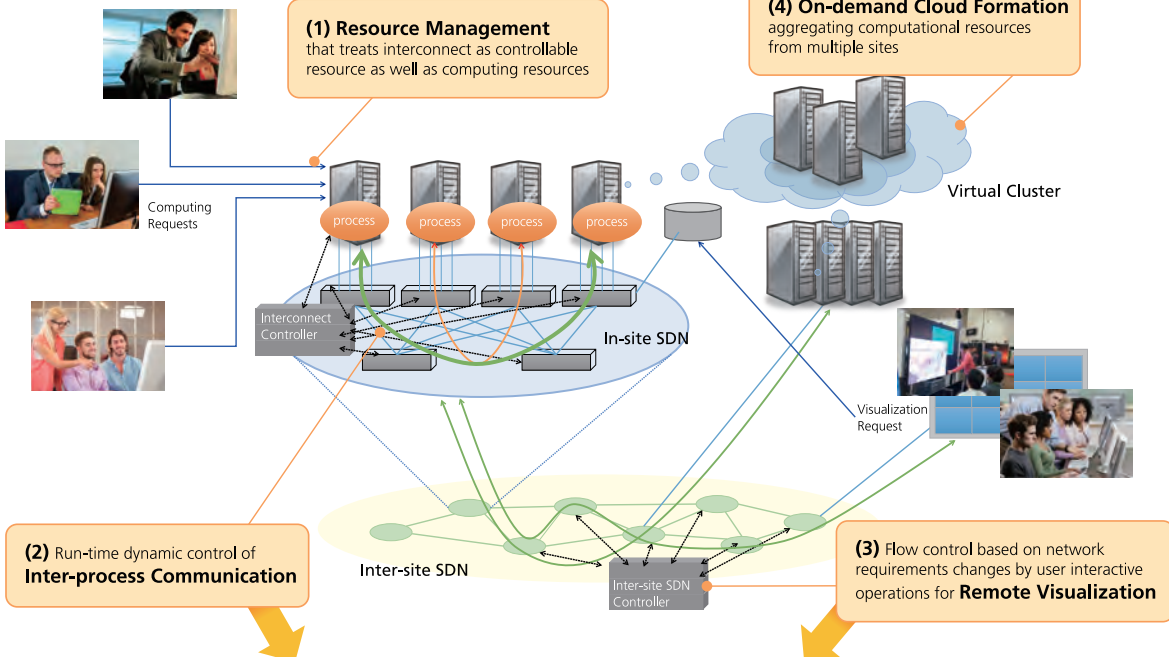 (1) Resource Management
that treats interconnect as controllable
resource as well as computing resources
(4) On-demand Cloud Formation
aggregating computational resources
from multiple sites
Virtual Cluster
Computing
Requests
process
process
process
process
Interconnect
Controller
In-site SDN
Visualization
Request
(2) Run-time dynamic control of
Inter-process Communication
Inter-site SDN
Inter-site SDN
Controller
(3) Flow control based on network
requirements changes by user interactive
operations for Remote Visualization